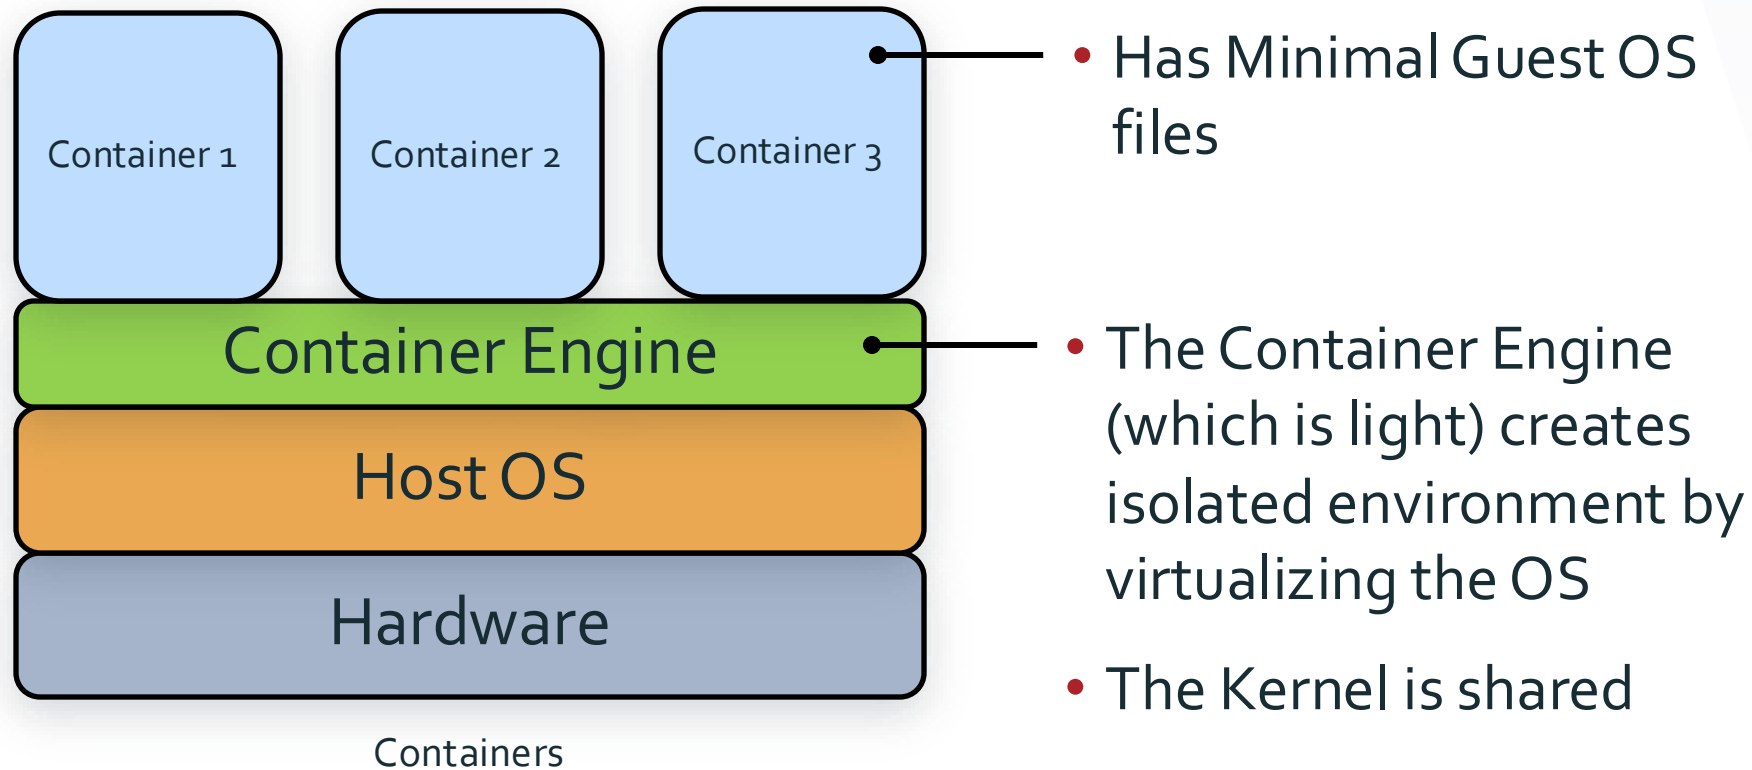 Container 1
Container 2
Container 3
Container Engine
Host OS
Hardware
Containers
• Has Minimal Guest OS
files
• The Container Engine
(which is light) creates
isolated environment by
virtualizing the OS
• The Kernel is shared